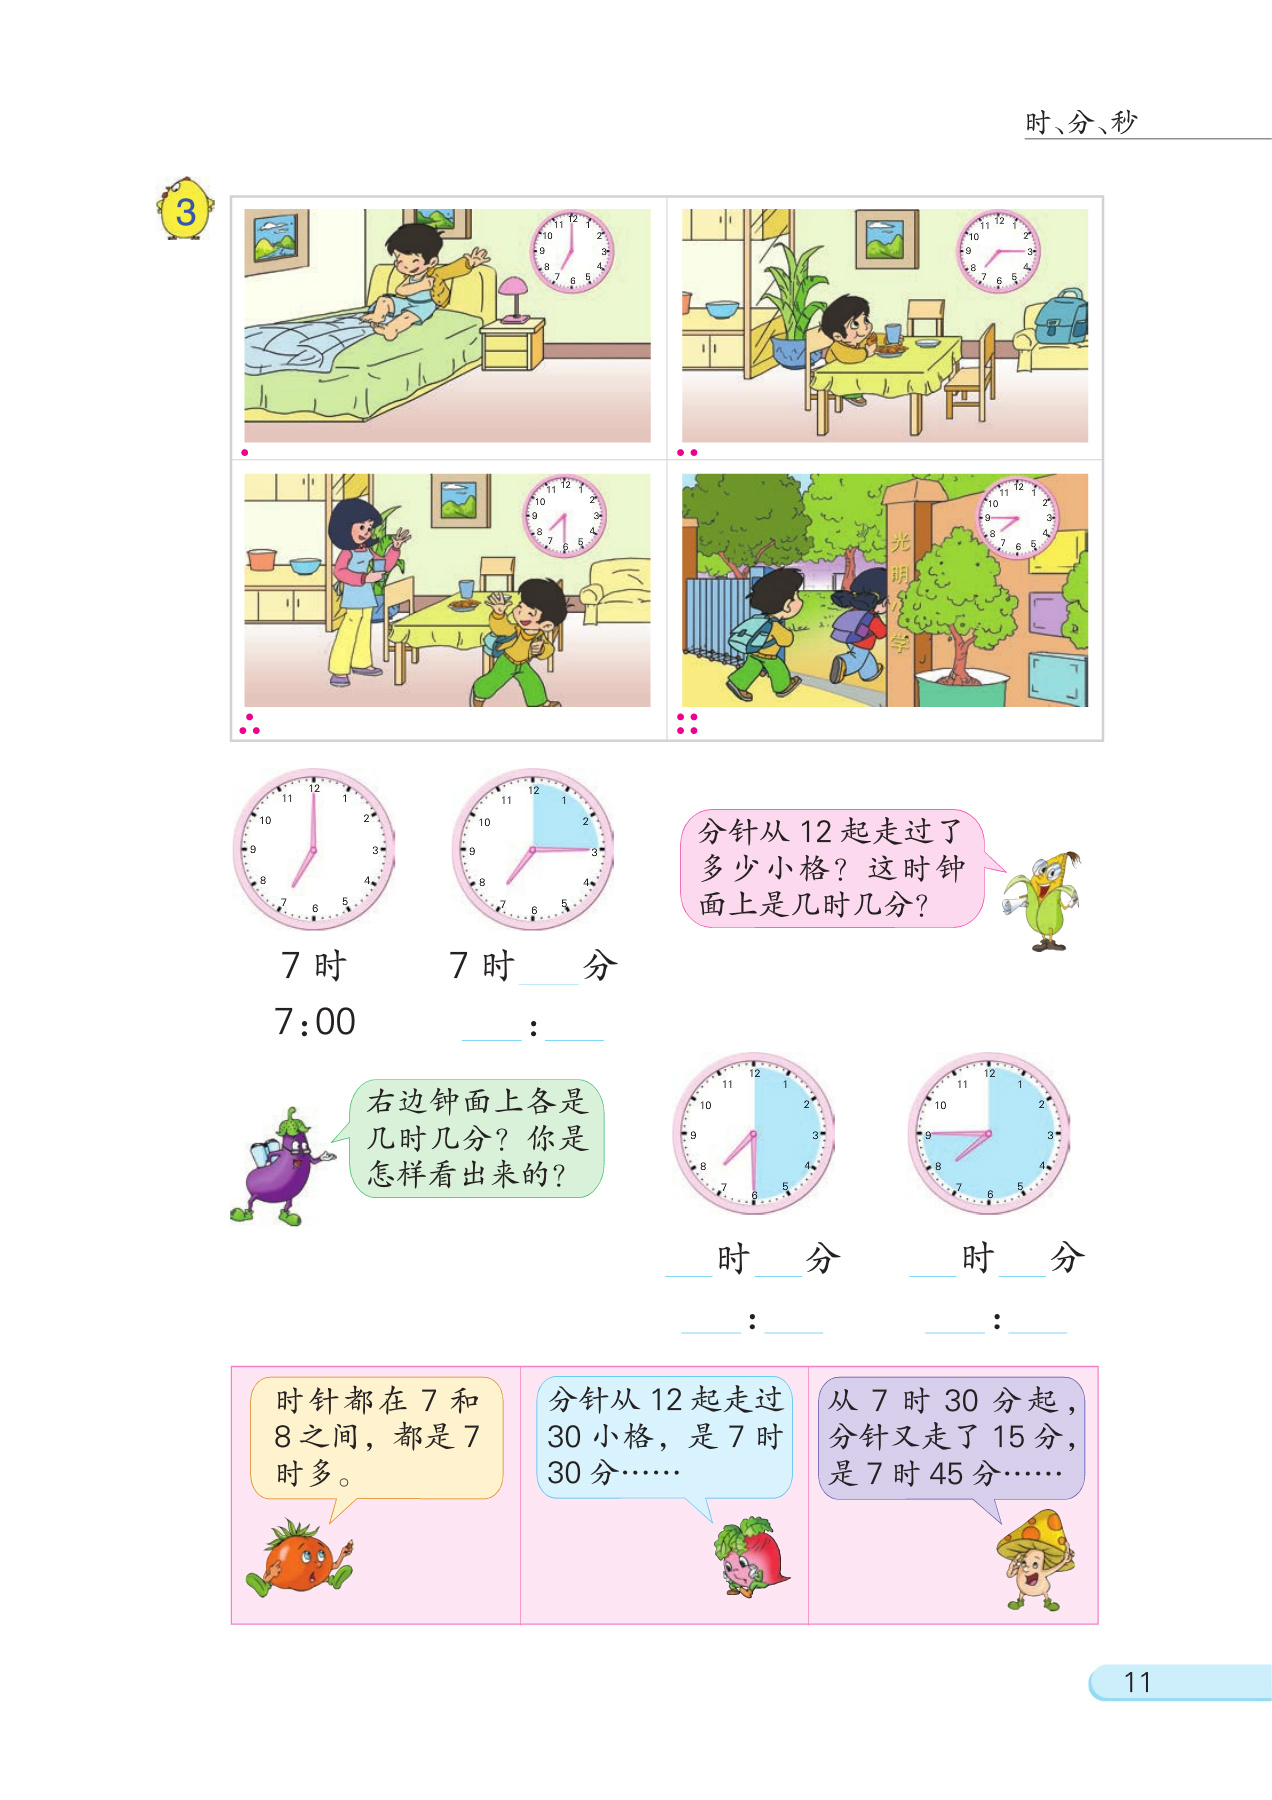 时、分、秒
3
光
明
小
学
分针从 12 起走过了
多少小格？这时钟
面上是几时几分？
7 时
7 时 分
7:00
:
右边钟面上各是
几时几分？你是
怎样看出来的？
时 分
时 分
:
:
时针都在 7 和
8 之间，都是 7
时多。
分针从 12 起走过
30 小格，是 7 时
30 分……
从 7 时 30 分起，
分针又走了 15 分，
是 7 时 45 分……
11